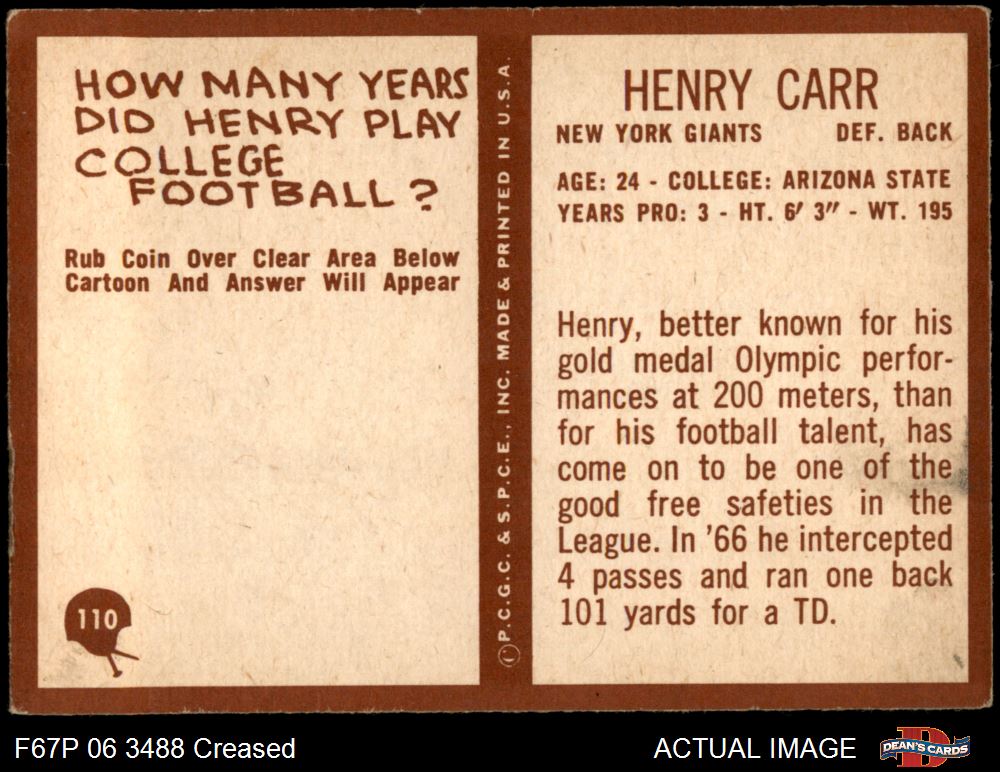 HOW MANY YEARS
DID HENRY PLAY
COLLEGE
FOOTBALL?
Rub Coin Over Clear Area Below
Cartoon And Answer Will Appear
110
© P.C.G.C. & S.P.C.E., INC. MADE & PRINTED IN U.S.A.
HENRY CARR
NEW YORK GIANTS DEF. BACK
AGE: 24 - COLLEGE: ARIZONA STATE
YEARS PRO: 3 - HT. 6' 3" - WT. 195
Henry, better known for his
gold medal Olympic perfor-
mances at 200 meters, than
for his football talent, has
come on to be one of the
good free safeties in the
League. In '66 he intercepted
4 passes and ran one back
101 yards for a TD.
F67P 06 3488 Creased
ACTUAL IMAGE
D
DEAN'S CARDS